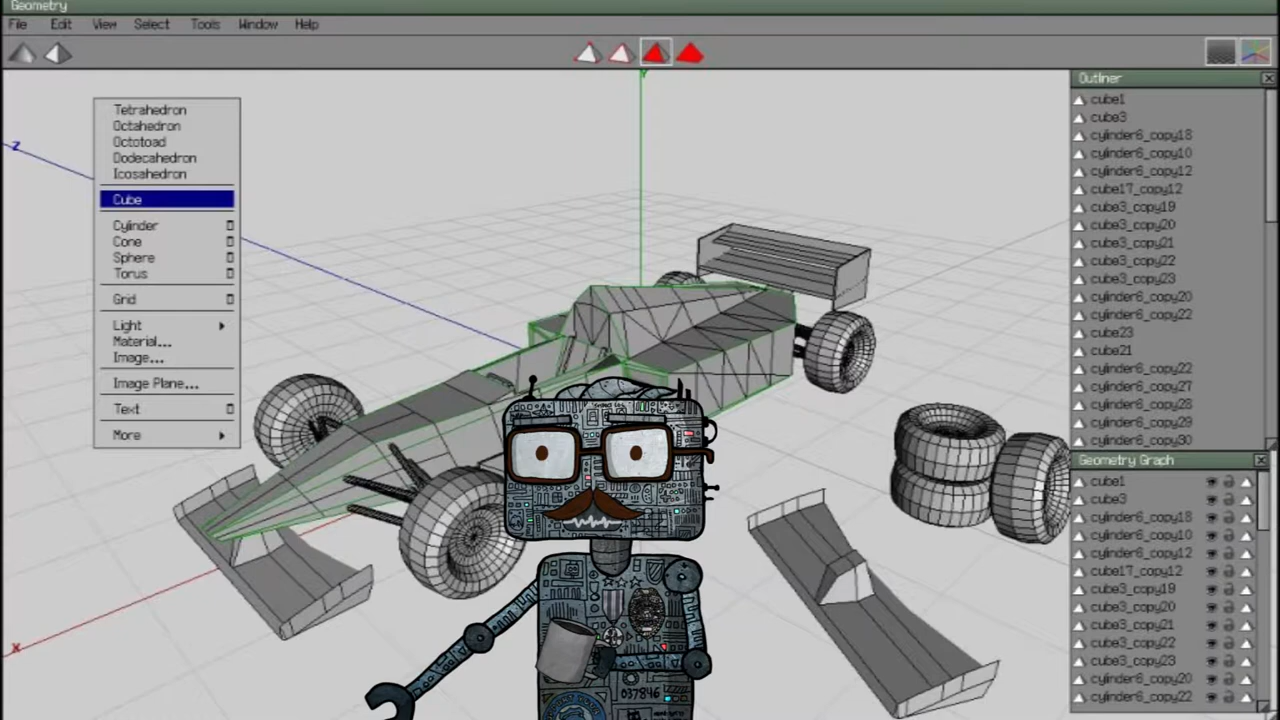 Geometry
File Edit View Select Tools Window Help
Tetrahedron
Octahedron
Octotoad
Dodecahedron
Icosahedron
Cube
Cylinder
Cone
Sphere
Torus
Grid
Light
Material...
Image...
Image Plane...
Text
More
Z
Y
X
037846
Outliner
cube1
cube3
cylinder6_copy18
cylinder6_copy10
cylinder6_copy12
cube17_copy12
cube3_copy19
cube3_copy20
cube3_copy21
cube3_copy22
cube3_copy23
cylinder6_copy20
cylinder6_copy22
cube23
cube21
cylinder6_copy22
cylinder6_copy27
cylinder6_copy28
cylinder6_copy29
cylinder6_copy30
Geometry Graph
cube1
cube3
cylinder6_copy18
cylinder6_copy10
cylinder6_copy12
cube17_copy12
cube3_copy19
cube3_copy20
cube3_copy21
cube3_copy22
cube3_copy23
cylinder6_copy20
cylinder6_copy22